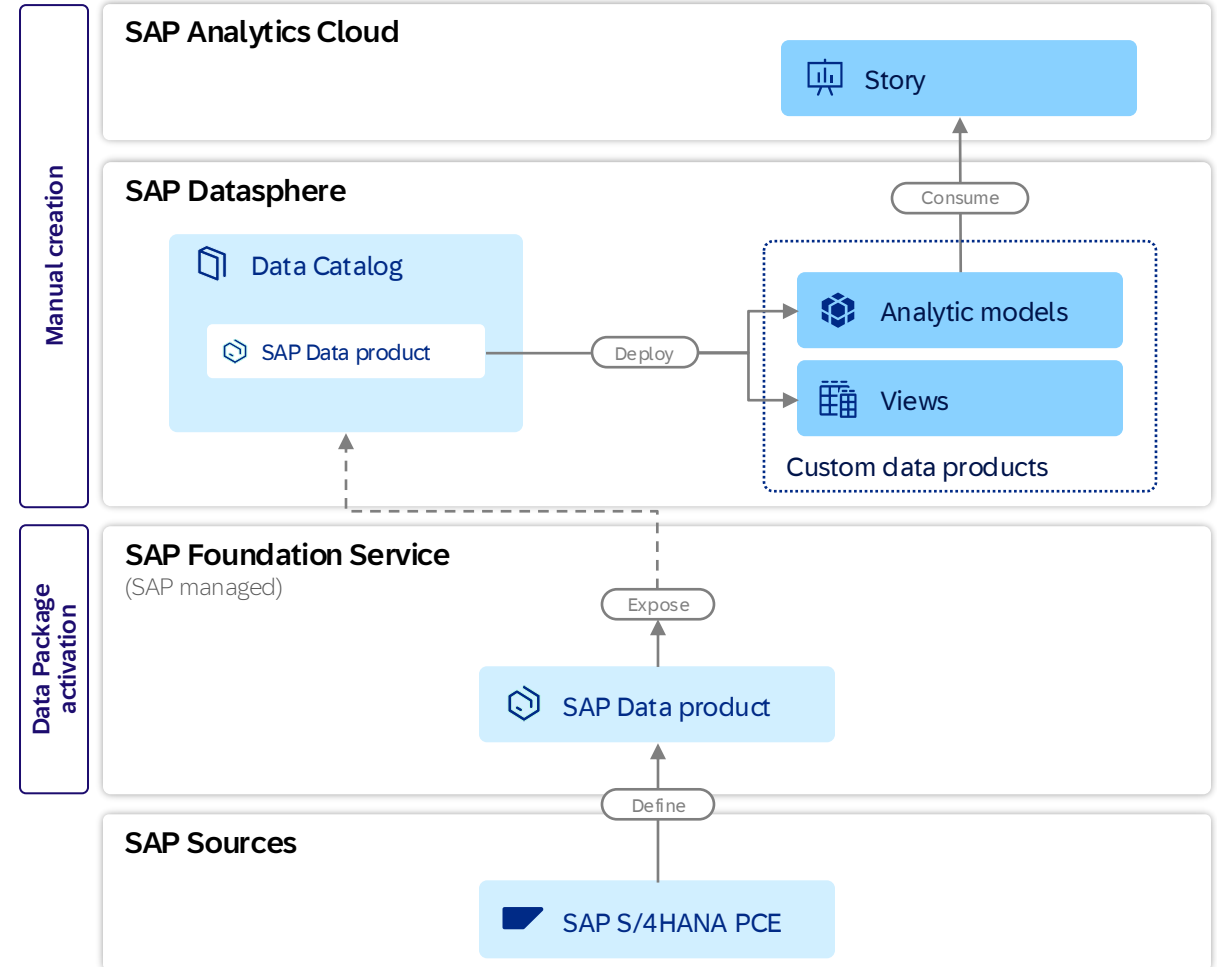 SAP Analytics Cloud
Story
Manual creation
SAP Datasphere
Consume
Data Catalog
Analytic models
SAP Data product
Deploy
Views
Custom data products
SAP Foundation Service
(SAP managed)
Data Package
activation
Expose
SAP Data product
Define
SAP Sources
SAP S/4HANA PCE